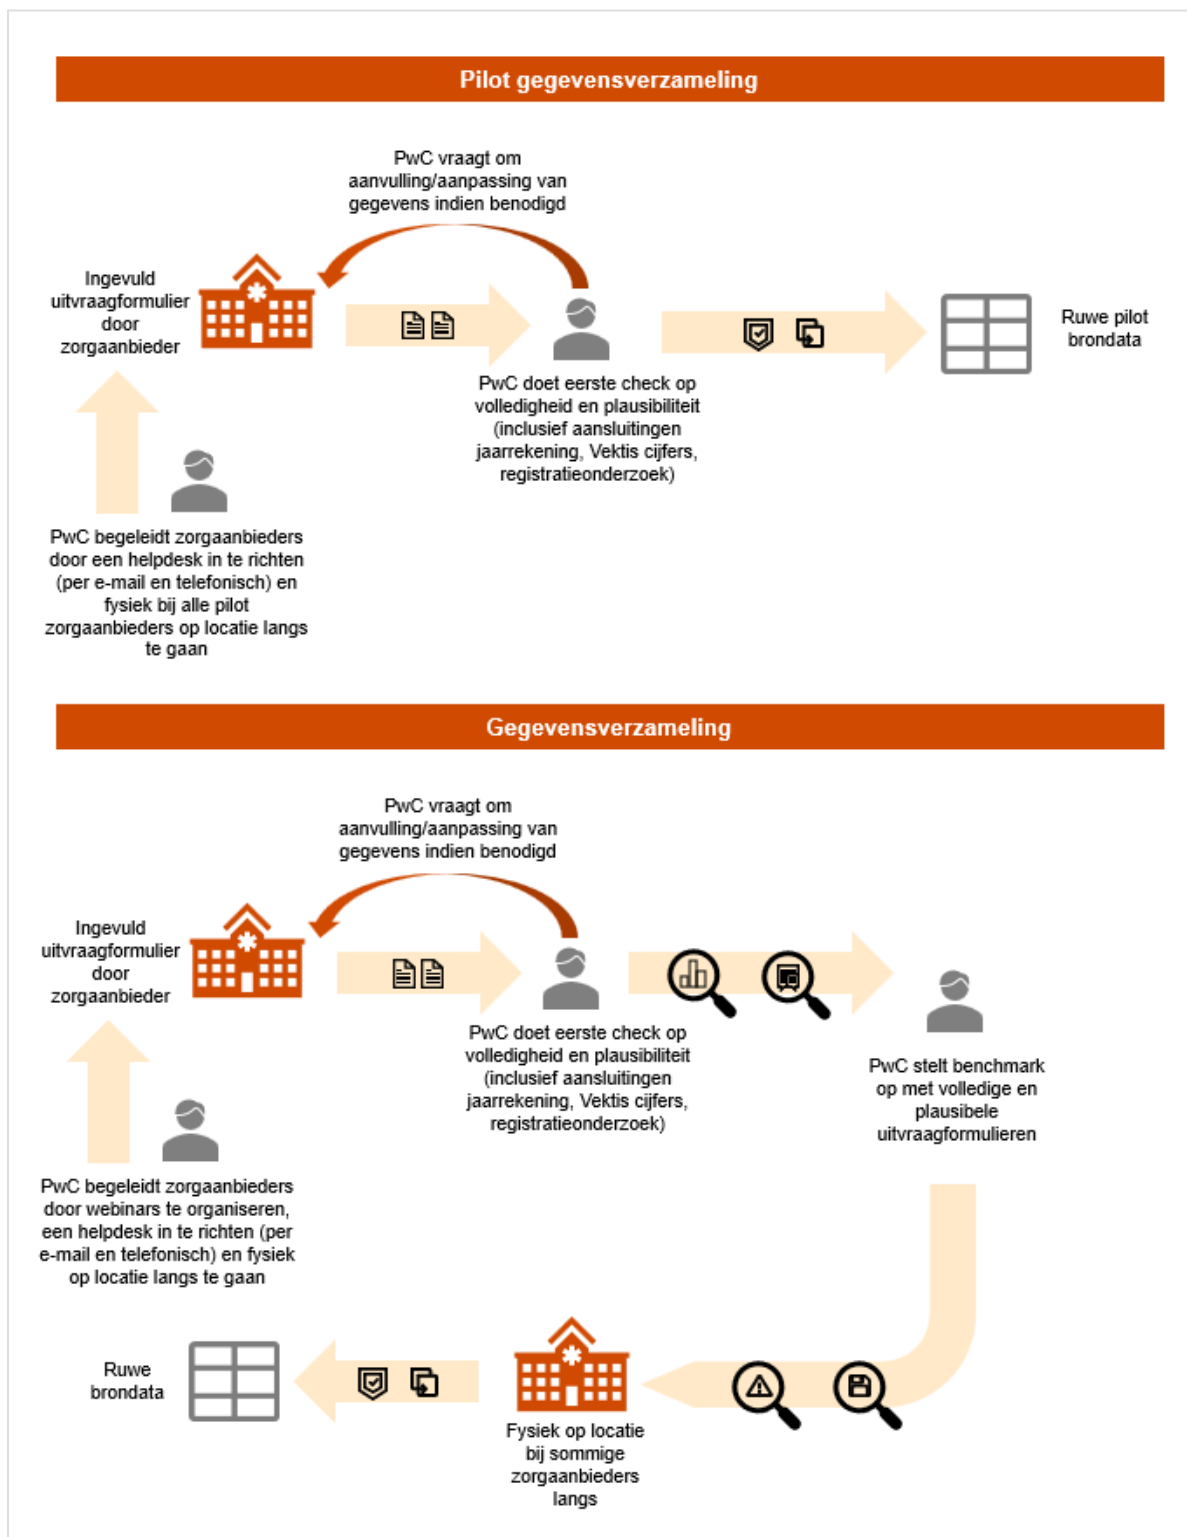 Pilot gegevensverzameling
PwC vraagt om
aanvulling/aanpassing van
gegevens indien benodigd
Ingevuld
uitvraagformulier
door
zorgaanbieder
Ruwe pilot
brondata
PwC doet eerste check op
volledigheid en plausibiliteit
(inclusief aansluitingen
jaarrekening, Vektis cijfers,
registratieonderzoek)
PwC begeleidt zorgaanbieders
door een helpdesk in te richten
(per e-mail en telefonisch) en
fysiek bij alle pilot
zorgaanbieders op locatie langs
te gaan
Gegevensverzameling
PwC vraagt om
aanvulling/aanpassing van
gegevens indien benodigd
Ingevuld
uitvraagformulier
door
zorgaanbieder
PwC doet eerste check op
volledigheid en plausibiliteit
(inclusief aansluitingen
jaarrekening, Vektis cijfers,
registratieonderzoek)
PwC stelt benchmark
op met volledige en
plausibele
uitvraagformulieren
PwC begeleidt zorgaanbieders
door webinars te organiseren,
een helpdesk in te richten (per
e-mail en telefonisch) en fysiek
op locatie langs te gaan
Ruwe
brondata
Fysiek op locatie
bij sommige
zorgaanbieders
langs